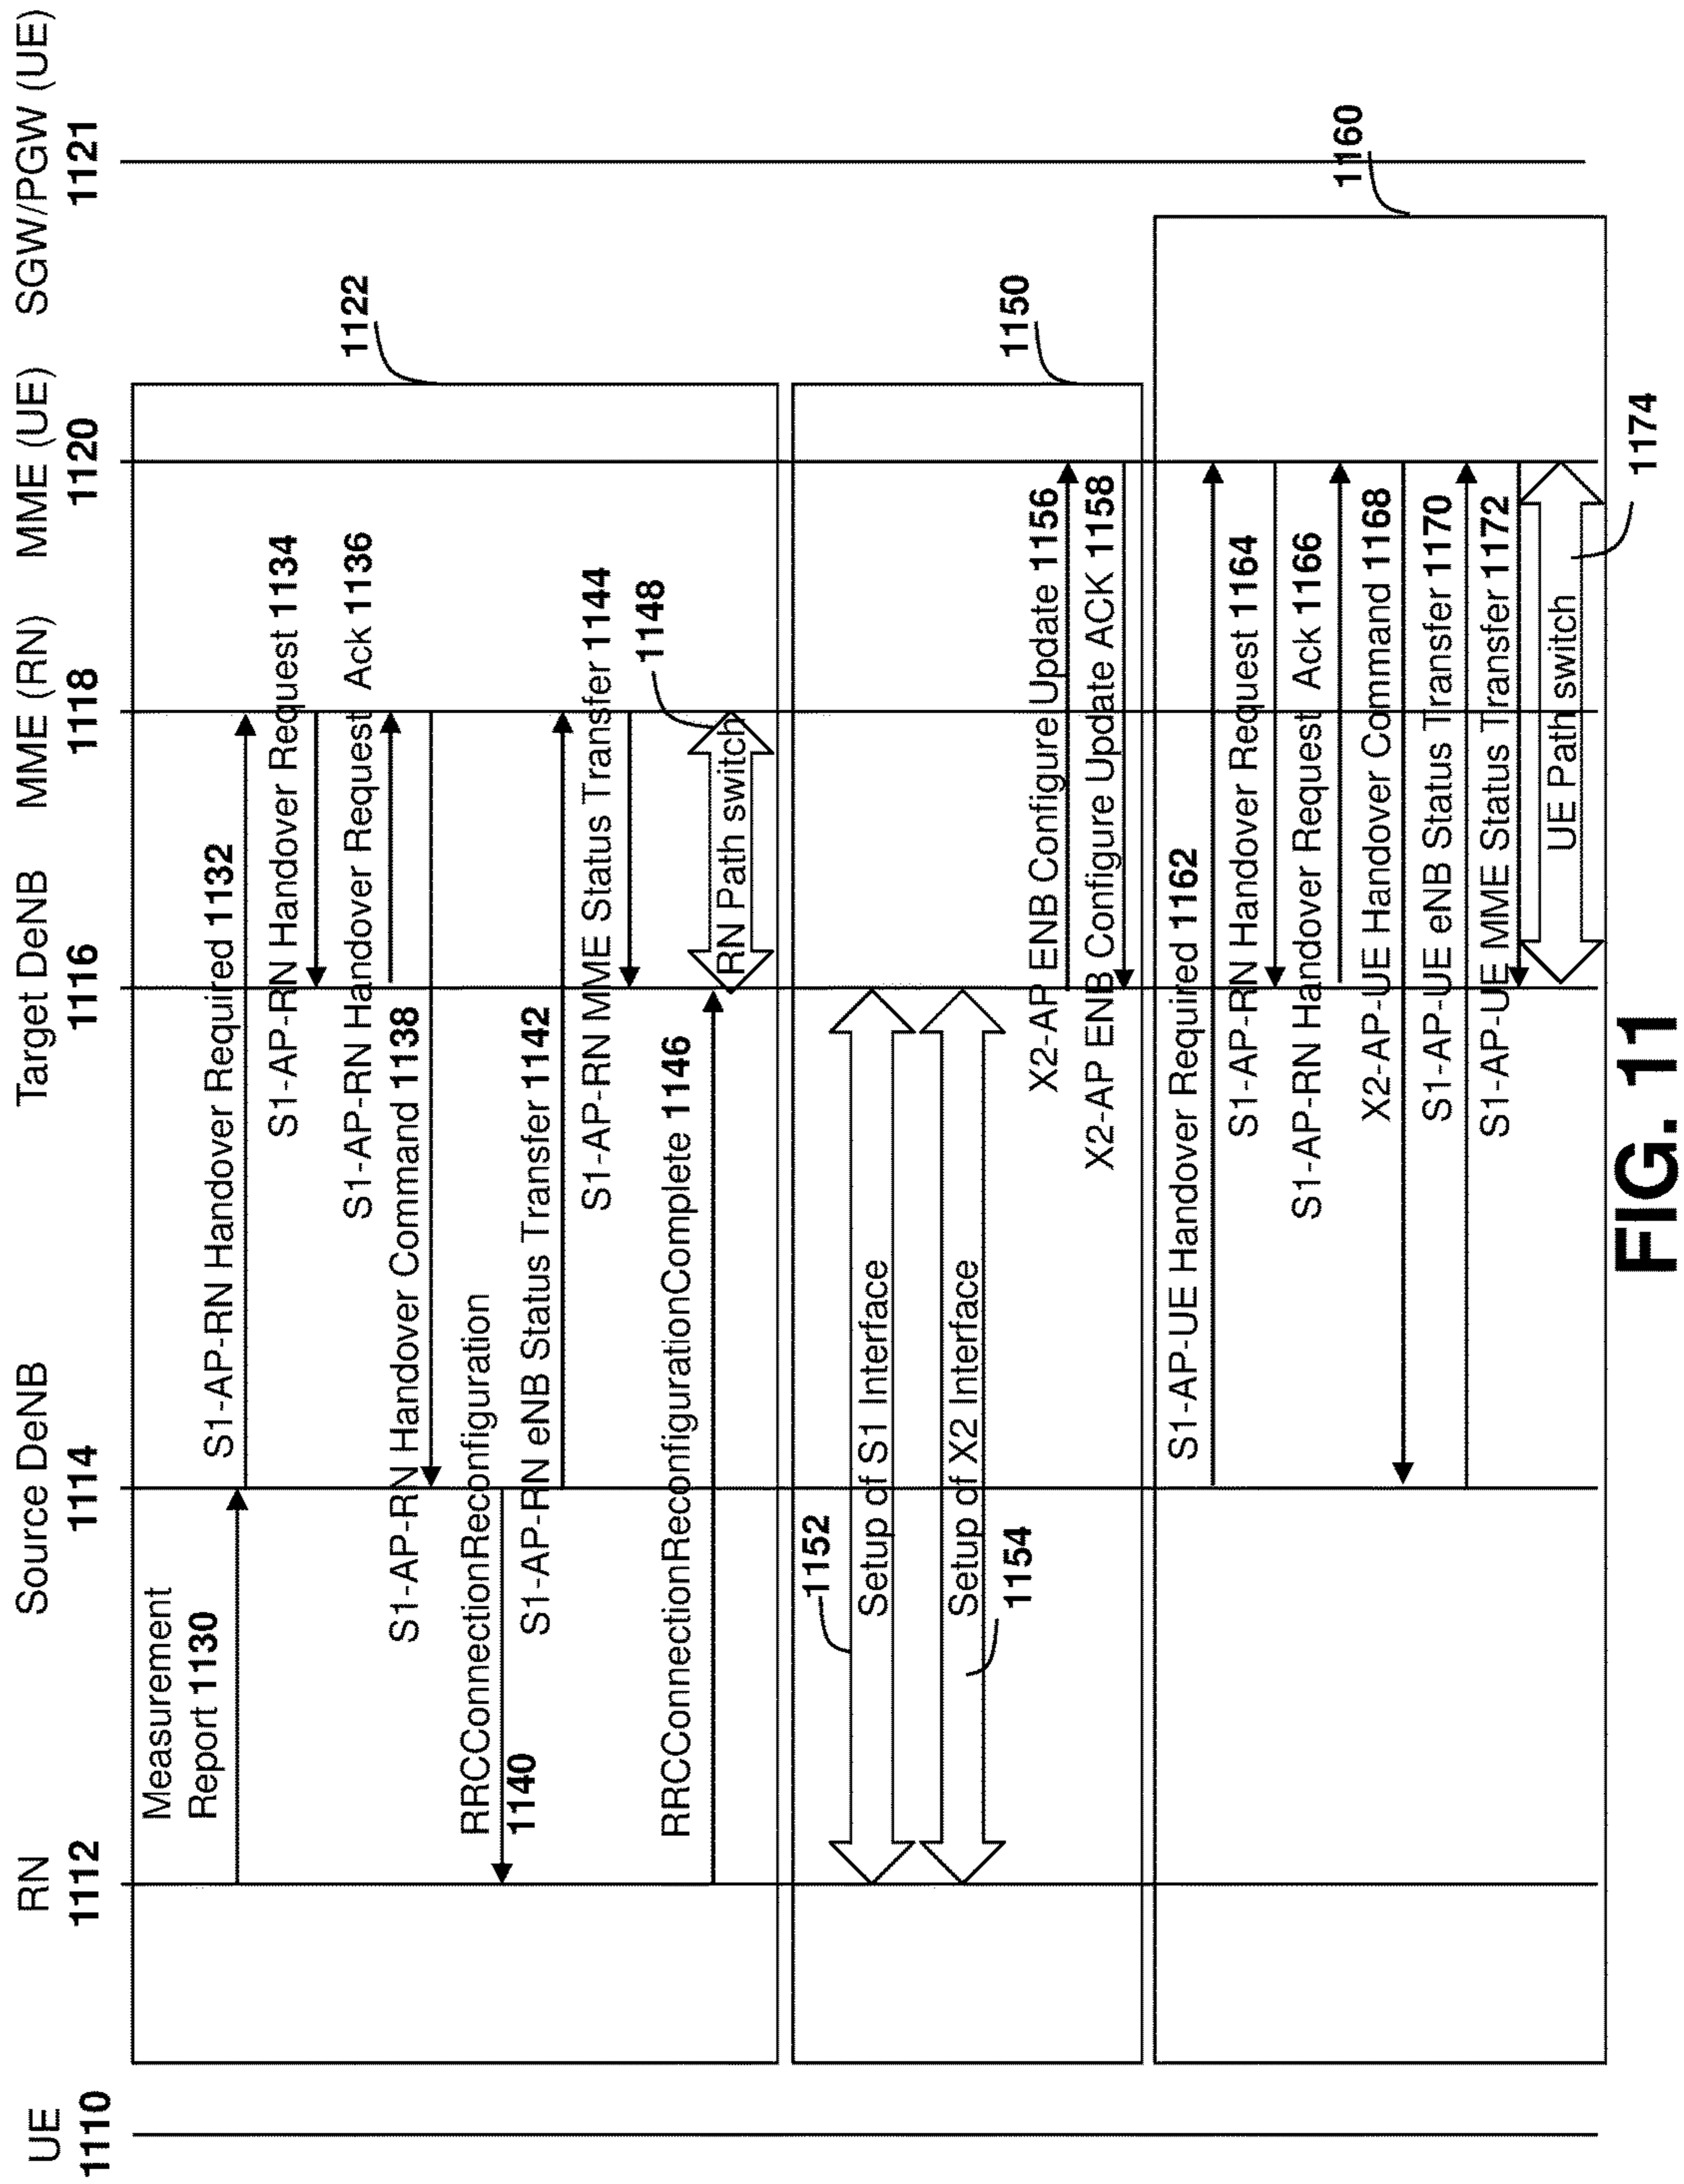 UE
1110
RN
1112
Source DeNB
1114
Target DeNB
1116
MME (RN)
1118
MME (UE)
1120
SGW/PGW (UE)
1121
1122
Measurement
Report 1130
S1-AP-RN Handover Required 1132
S1-AP-RN Handover Request 1134
S1-AP-RN Handover Request Ack 1136
S1-AP-RN Handover Command 1138
RRCConnectionReconfiguration
1140
S1-AP-RN eNB Status Transfer 1142
S1-AP-RN MME Status Transfer 1144
RRCConnectionReconfigurationComplete 1146
1148
RN Path switch
1150
1152
Setup of S1 Interface
Setup of X2 Interface
1154
X2-AP ENB Configure Update 1156
X2-AP ENB Configure Update ACK 1158
1160
S1-AP-UE Handover Required 1162
S1-AP-RN Handover Request 1164
S1-AP-RN Handover Request Ack 1166
X2-AP-UE Handover Command 1168
S1-AP-UE eNB Status Transfer 1170
S1-AP-UE MME Status Transfer 1172
UE Path switch
1174
FIG. 11